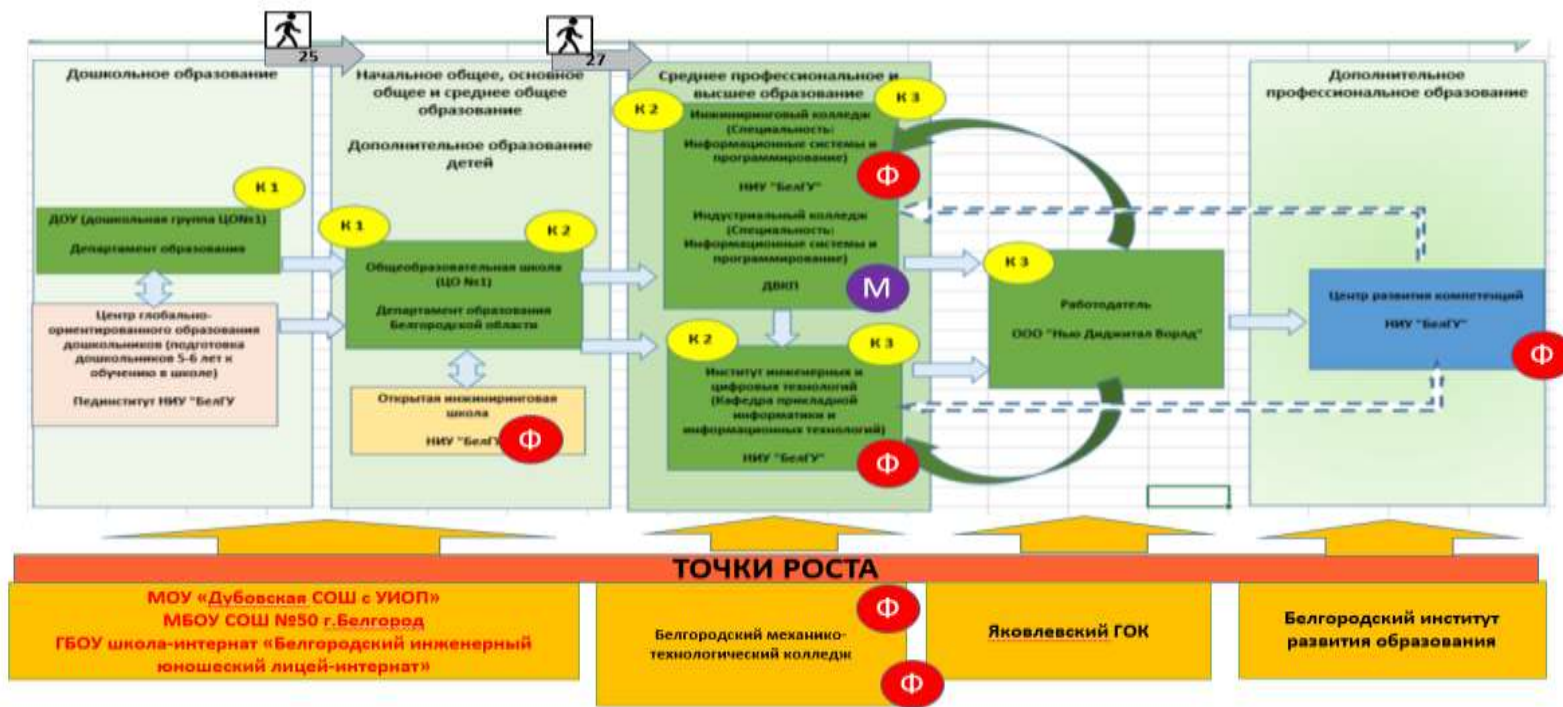 25
27
Дошкольное образование
Начальное общее, основное
общее и среднее общее
образование
Дополнительное образование
детей
Среднее профессиональное и
высшее образование
Дополнительное
профессиональное образование
К 1
ДОУ (дошкольная группа ЦО№1)
Департамент образования
Центр глобально-
ориентированного образования
дошкольников (подготовка
дошкольников 5-6 лет к
обучению в школе)
Пединститут НИУ "БелГУ
К 1
К 2
Общеобразовательная школа
(ЦО №1)
Департамент образования
Белгородской области
Открытая инжиниринговая
школа
НИУ "БелГУ
Ф
К 2
К 3
Инжиниринговый колледж
(Специальность:
Информационные системы и
программирование)
Ф
НИУ "БелГУ"
Индустриальный колледж
(Специальность:
Информационные системы и
программирование)
ДВКП
М
К 2
К 3
Институт инженерных и
цифровых технологий
(Кафедра прикладной
информатики и
информационных технологий)
НИУ "БелГУ"
Ф
К 3
Работодатель
ООО "Нью Диджитал Ворлд"
Центр развития компетенций
НИУ "БелГУ"
Ф
ТОЧКИ РОСТА
МОУ «Дубовская СОШ с УИОП»
МБОУ СОШ №50 г.Белгород
ГБОУ школа-интернат «Белгородский инженерный
юношеский лицей-интернат»
Ф
Белгородский механико-
технологический колледж
Ф
Яковлевский ГОК
Белгородский институт
развития образования